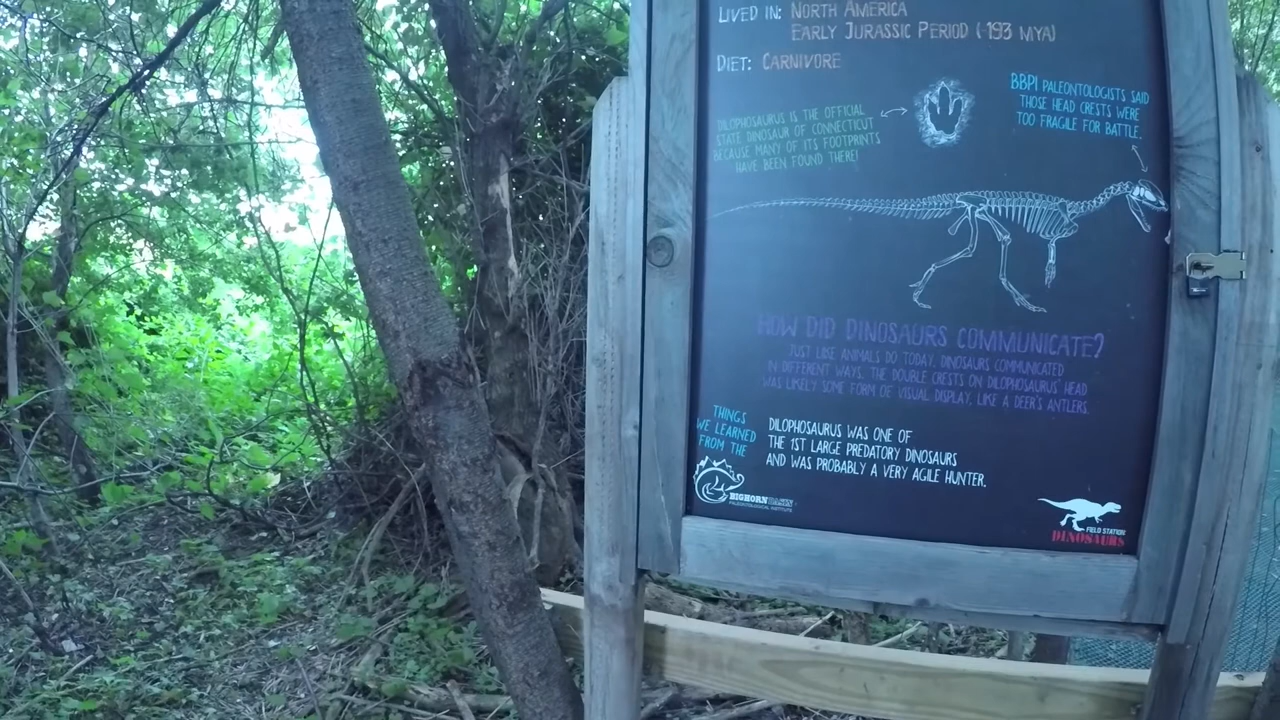 LIVED IN: NORTH AMERICA
EARLY JURASSIC PERIOD (~193 MYA)
DIET: CARNIVORE
BBPI PALEONTOLOGISTS SAID
THOSE HEAD CRESTS WERE
TOO FRAGILE FOR BATTLE.
DILOPHOSAURUS IS THE OFFICIAL
STATE DINOSAUR OF CONNECTICUT
BECAUSE MANY OF ITS FOOTPRINTS
HAVE BEEN FOUND THERE!
HOW DID DINOSAURS COMMUNICATE?
JUST LIKE ANIMALS DO TODAY, DINOSAURS COMMUNICATED
IN DIFFERENT WAYS. THE DOUBLE CRESTS ON DILOPHOSAURUS' HEAD
WAS LIKELY SOME FORM OF VISUAL DISPLAY, LIKE A DEER'S ANTLERS.
THINGS
WE LEARNED
FROM THE
BIGHORN BASIN
PALEONTOLOGICAL INSTITUTE
DILOPHOSAURUS WAS ONE OF
THE 1ST LARGE PREDATORY DINOSAURS
AND WAS PROBABLY A VERY AGILE HUNTER.
FIELD STATION
DINOSAURS